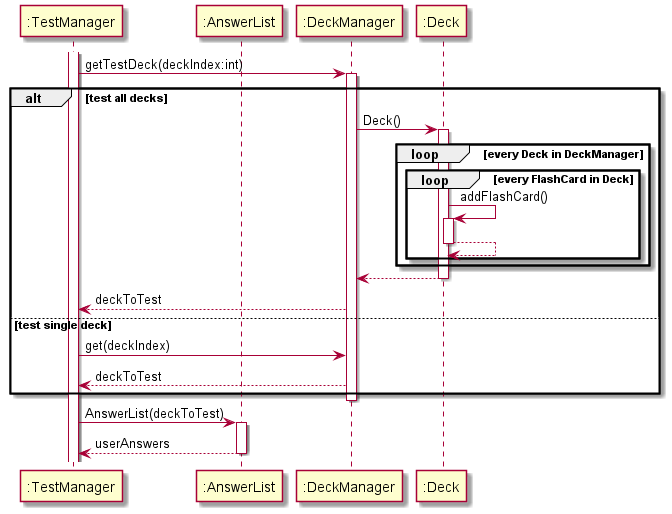 :TestManager :AnswerList :DeckManager :Deck
getTestDeck(deckIndex:int)
alt [test all decks]
Deck()
loop [every Deck in DeckManager]
loop [every FlashCard in Deck]
addFlashCard()
deckToTest
[test single deck]
get(deckIndex)
deckToTest
AnswerList(deckToTest)
userAnswers
:TestManager :AnswerList :DeckManager :Deck